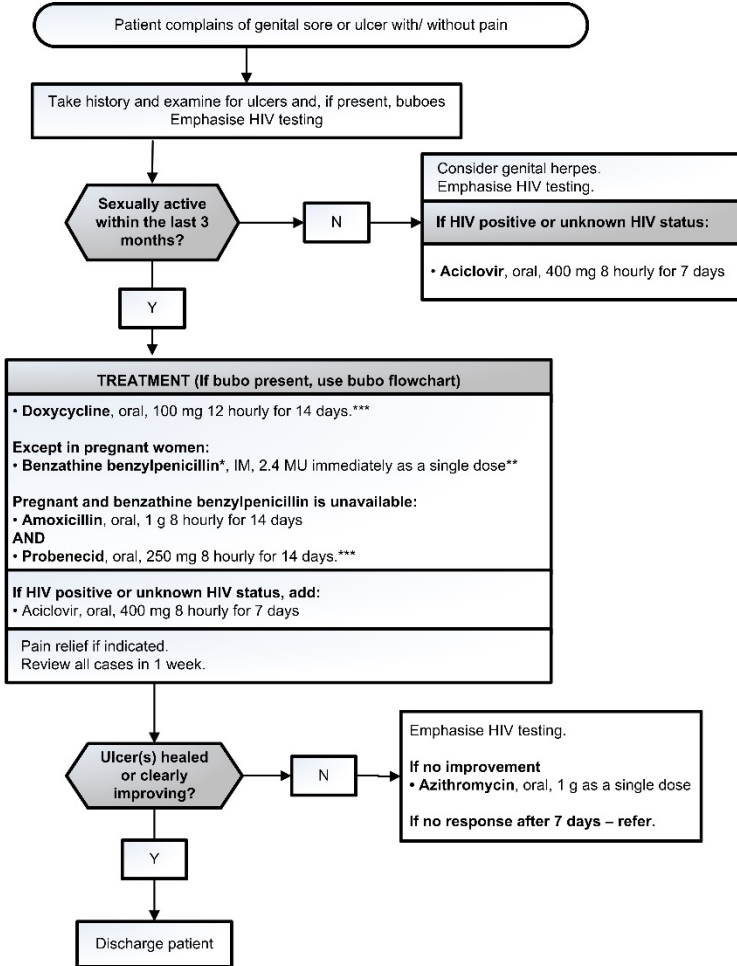 Patient complains of genital sore or ulcer with/ without pain
Take history and examine for ulcers and, if present, buboes
Emphasise HIV testing
Sexually active
within the last 3
months?
N
Consider genital herpes.
Emphasise HIV testing.
If HIV positive or unknown HIV status:
• Aciclovir, oral, 400 mg 8 hourly for 7 days
Y
TREATMENT (If bubo present, use bubo flowchart)
• Doxycycline, oral, 100 mg 12 hourly for 14 days.***
Except in pregnant women:
• Benzathine benzylpenicillin*, IM, 2.4 MU immediately as a single dose**
Pregnant and benzathine benzylpenicillin is unavailable:
• Amoxicillin, oral, 1 g 8 hourly for 14 days
AND
• Probenecid, oral, 250 mg 8 hourly for 14 days.***
If HIV positive or unknown HIV status, add:
• Aciclovir, oral, 400 mg 8 hourly for 7 days
Pain relief if indicated.
Review all cases in 1 week.
Ulcer(s) healed
or clearly
improving?
N
Emphasise HIV testing.
If no improvement
• Azithromycin, oral, 1 g as a single dose
If no response after 7 days – refer.
Y
Discharge patient